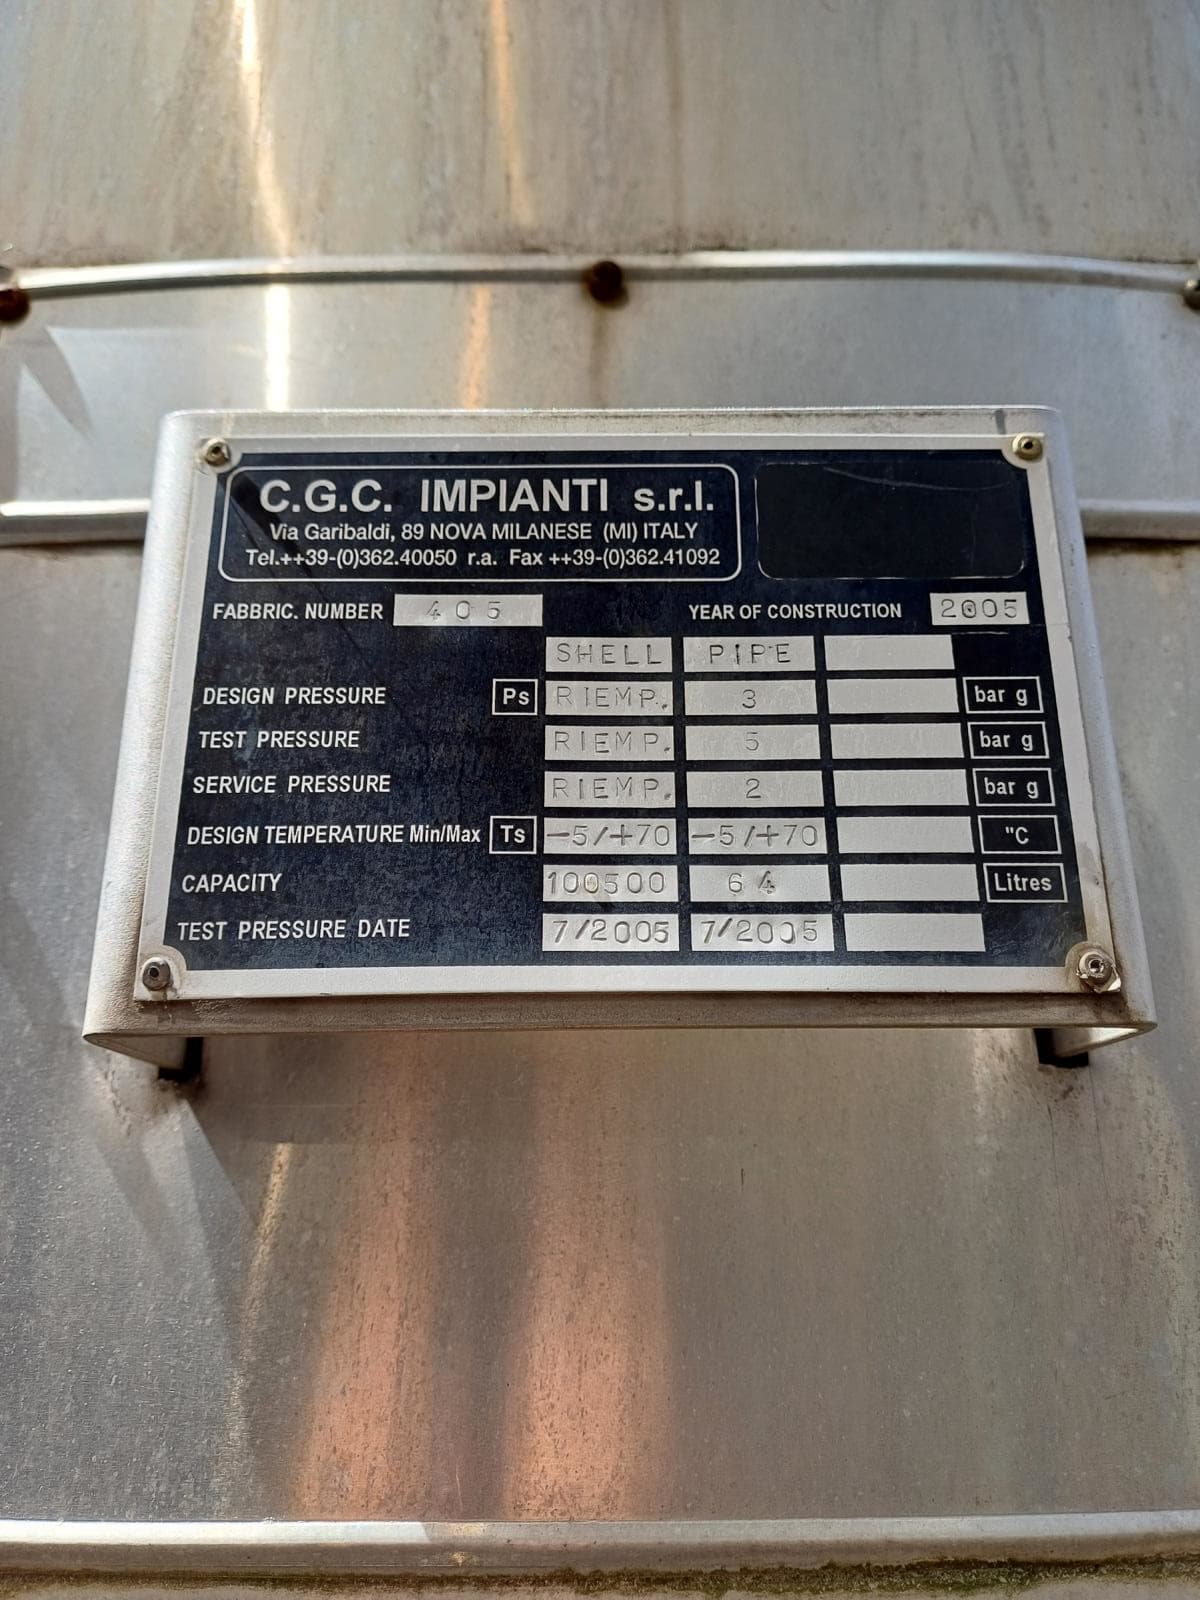 C.G.C. IMPIANTI s.r.l.
Via Garibaldi, 89 NOVA MILANESE (MI) ITALY
Tel.++39-(0)362.40050 r.a. Fax ++39-(0)362.41092
FABBRIC. NUMBER 405 YEAR OF CONSTRUCTION 2005
SHELL PIPE
DESIGN PRESSURE Ps RIEMP. 3 bar g
TEST PRESSURE RIEMP. 5 bar g
SERVICE PRESSURE RIEMP. 2 bar g
DESIGN TEMPERATURE Min/Max Ts -5/+70 -5/+70 "C
CAPACITY 100500 64 Litres
TEST PRESSURE DATE 7/2005 7/2005